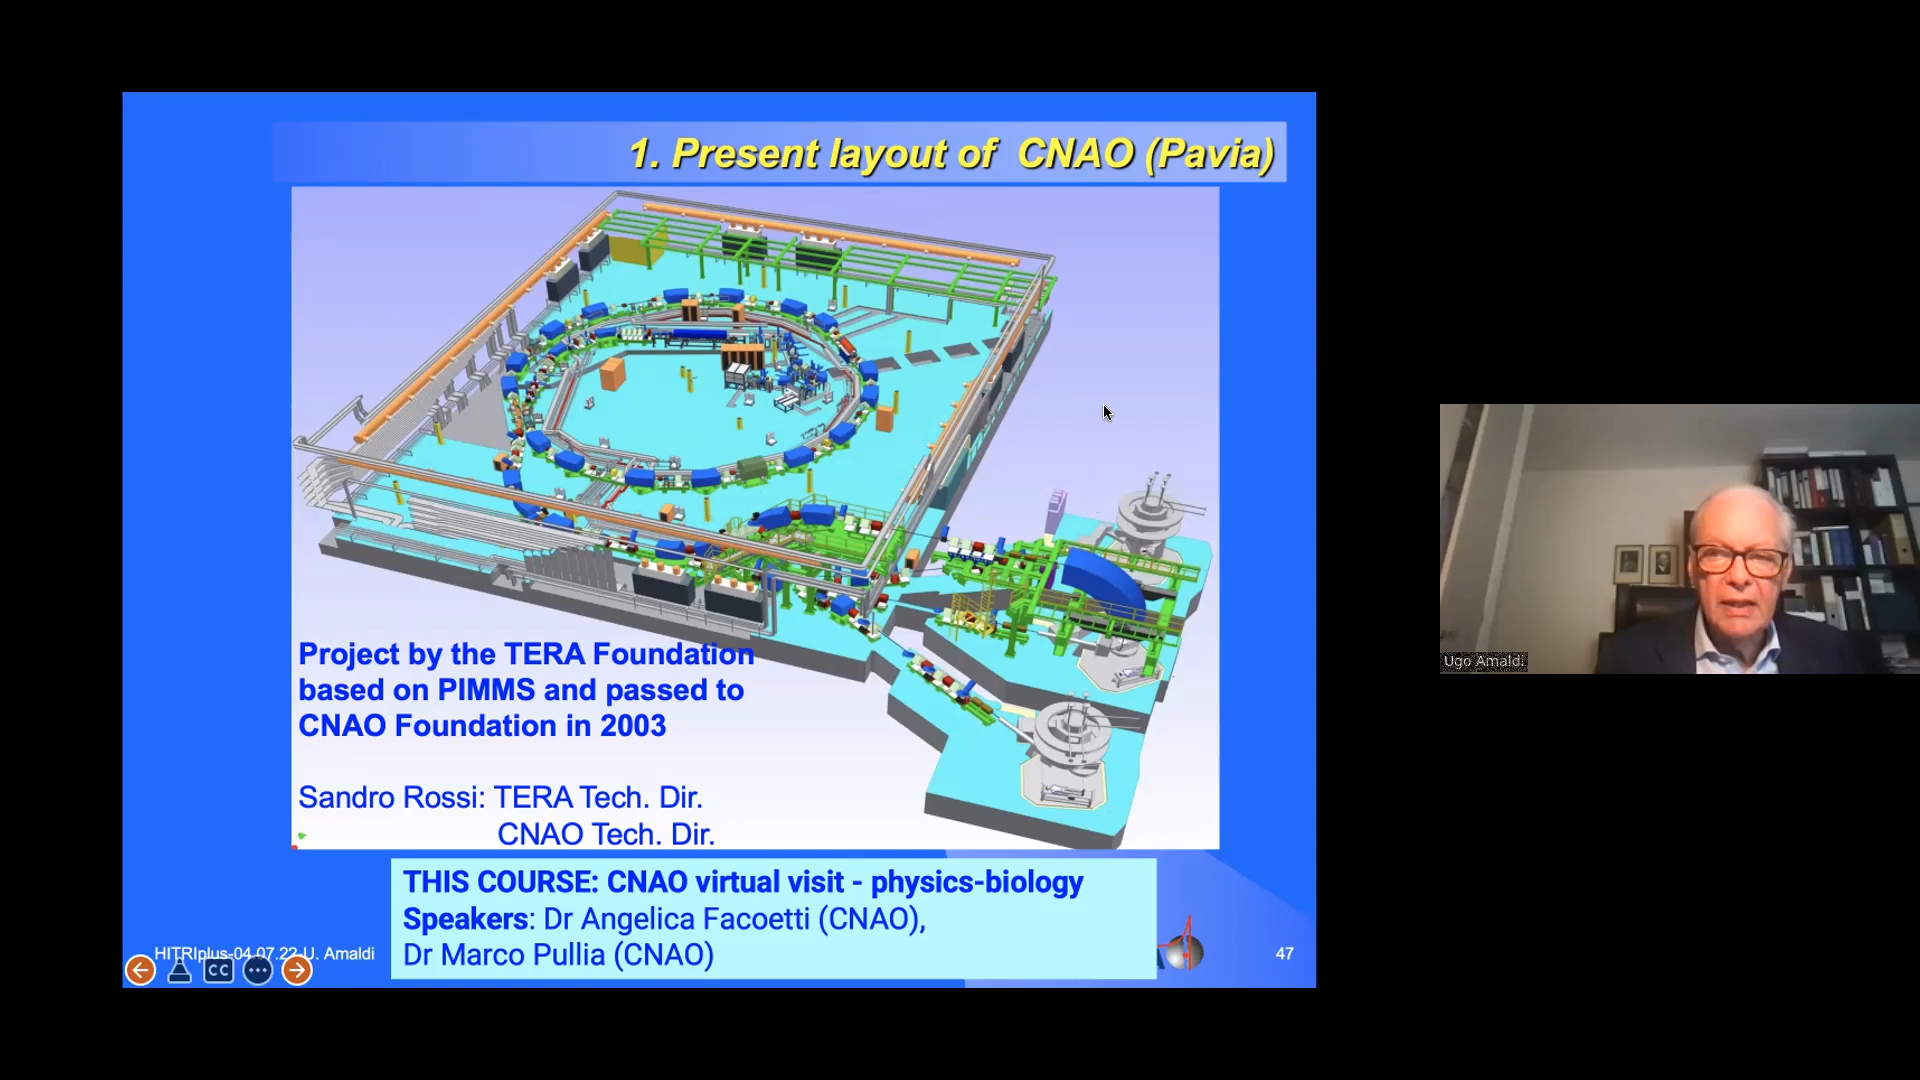 1. Present layout of CNAO (Pavia)
Project by the TERA Foundation
based on PIMMS and passed to
CNAO Foundation in 2003
Sandro Rossi: TERA Tech. Dir.
CNAO Tech. Dir.
THIS COURSE: CNAO virtual visit - physics-biology
Speakers: Dr Angelica Facoetti (CNAO),
Dr Marco Pullia (CNAO)
HITRIplus-04.07.22-U. Amaldi
CC
47
Ugo Amaldi